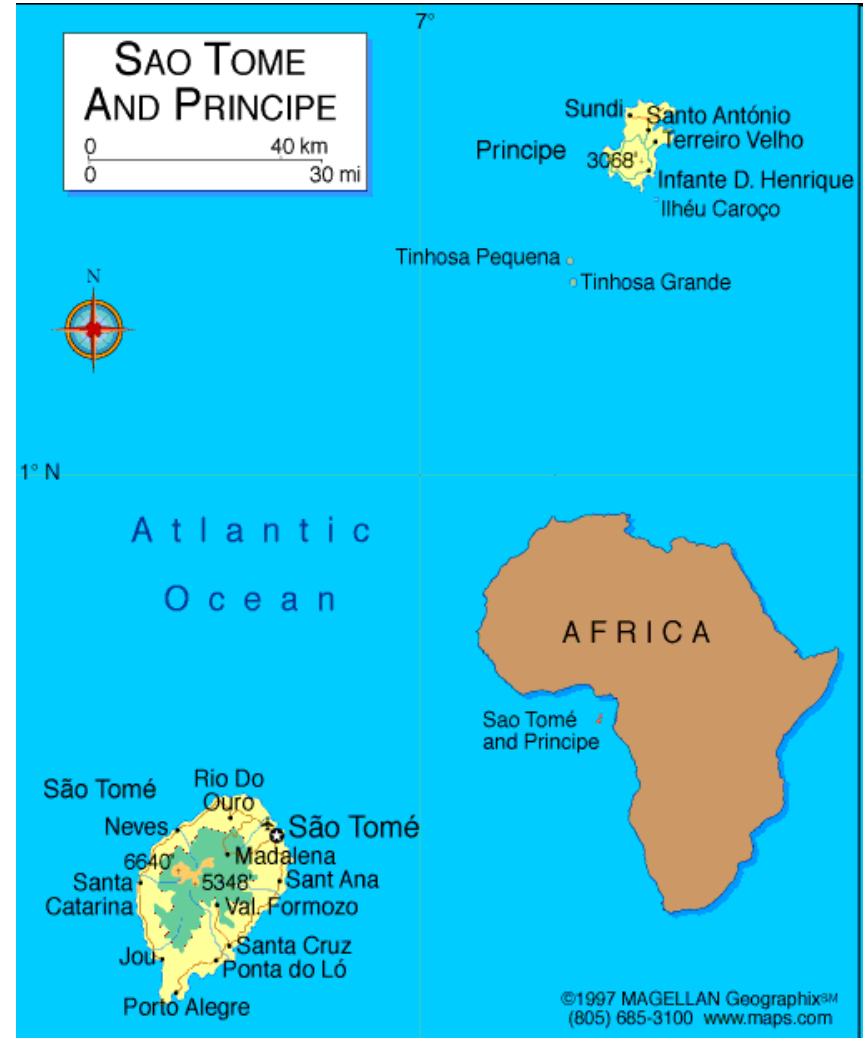 7°
SAO TOME
AND PRINCIPE
0 40 km
0 30 mi
Sundi
Santo António
Terreiro Velho
Principe
3068'
Infante D. Henrique
Ilhéu Caroço
Tinhosa Pequena
Tinhosa Grande
N
1° N
Atlantic
Ocean
AFRICA
Sao Tomé
and Principe
São Tomé
Rio Do
Ouro
Neves
São Tomé
6640'
Madalena
Santa
Catarina
5348'
Sant Ana
Val. Formozo
Jou
Santa Cruz
Ponta do Ló
Porto Alegre
©1997 MAGELLAN Geographix℠
(805) 685-3100 www.maps.com